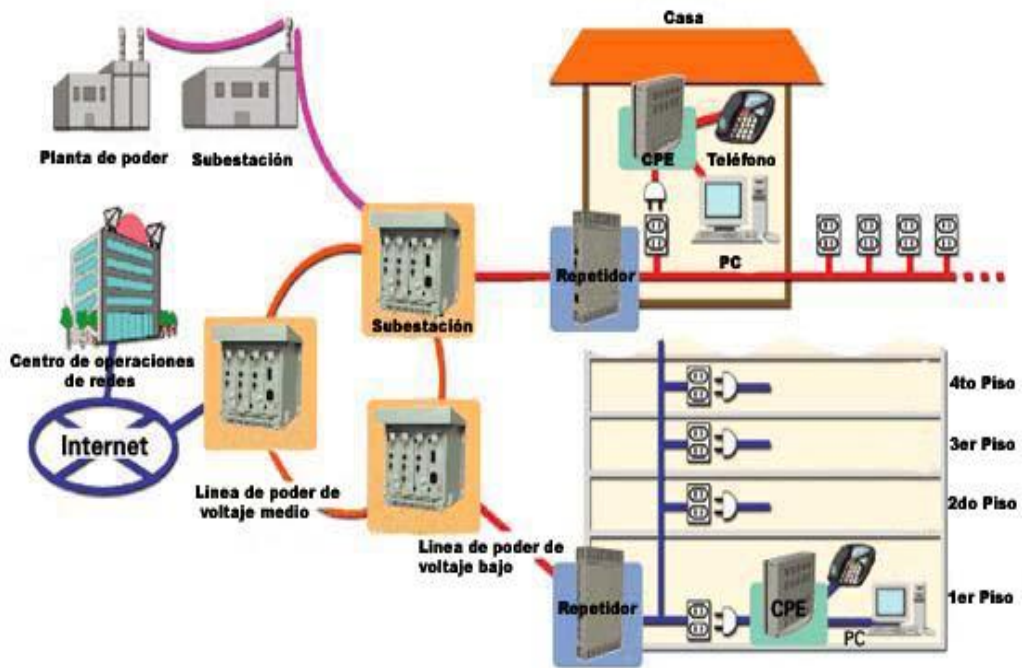 Casa
Planta de poder
Subestación
CPE
Teléfono
PC
Repetidor
Subestación
Centro de operaciones
de redes
Internet
Linea de poder de
voltaje medio
Linea de poder de
voltaje bajo
4to Piso
3er Piso
2do Piso
1er Piso
Repetidor
CPE
PC